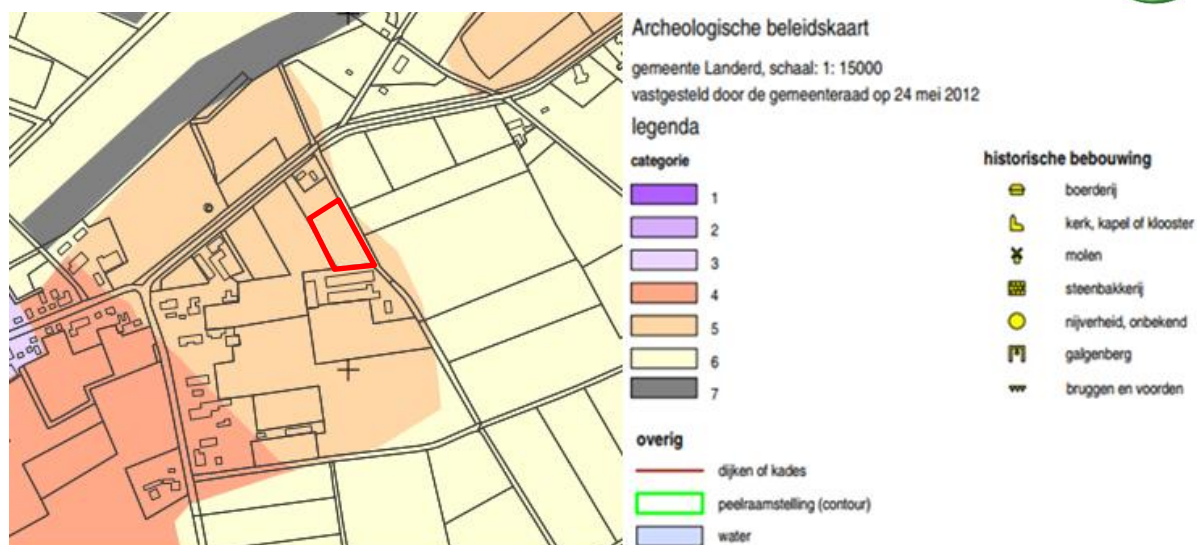 Archeologische beleidskaart
gemeente Landerd, schaal: 1: 15000
vastgesteld door de gemeenteraad op 24 mei 2012
legenda
categorie
1
2
3
4
5
6
7
historische bebouwing
boerderij
kerk, kapel of klooster
molen
steenbakkerij
nijverheid, onbekend
galgenberg
bruggen en voorden
overig
dijken of kades
peelraamstelling (contour)
water